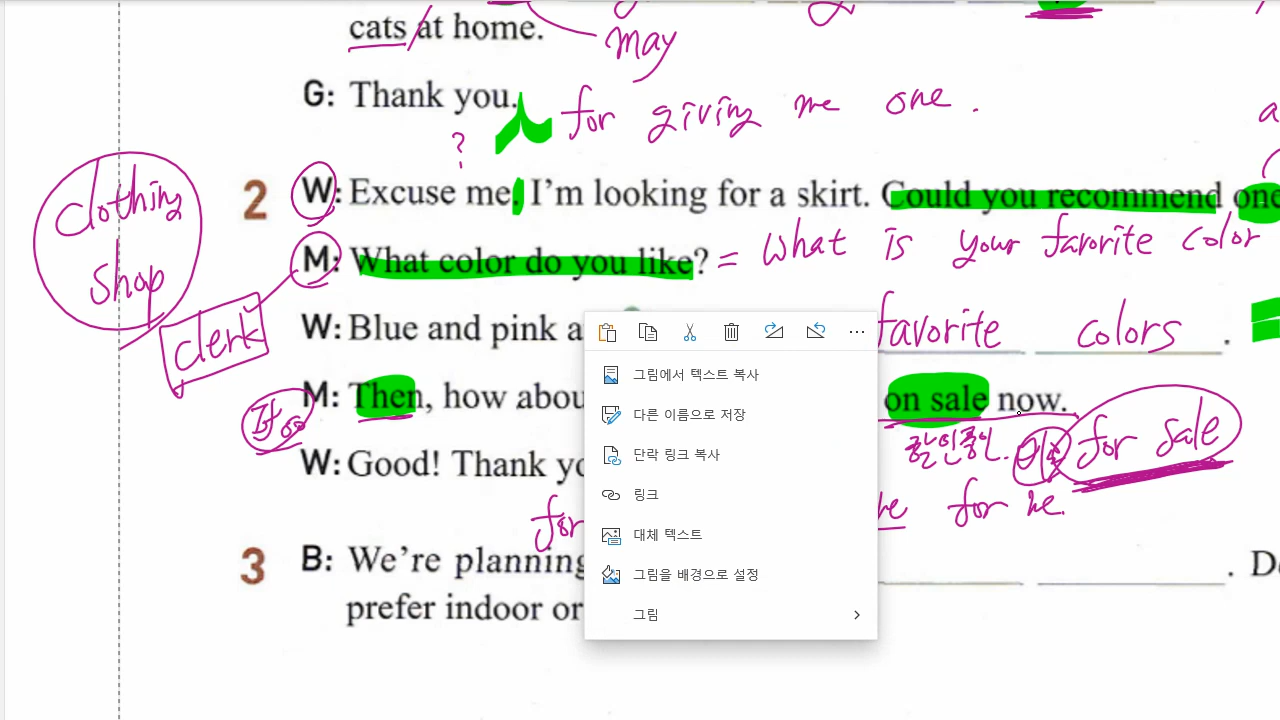 cats at home.
may
G: Thank you. for giving me one.
?
Clothing shop
2 W: Excuse me. I'm looking for a skirt. Could you recommend one
M: What color do you like? = What is your favorite color
clerk
W: Blue and pink a favorite colors.
If so
M: Then, how abou on sale now.
할인중인. for sale
W: Good! Thank yo
for me for me.
3 B: We're planning . D
prefer indoor or
그림에서 텍스트 복사
다른 이름으로 저장
단락 링크 복사
링크
대체 텍스트
그림을 배경으로 설정
그림